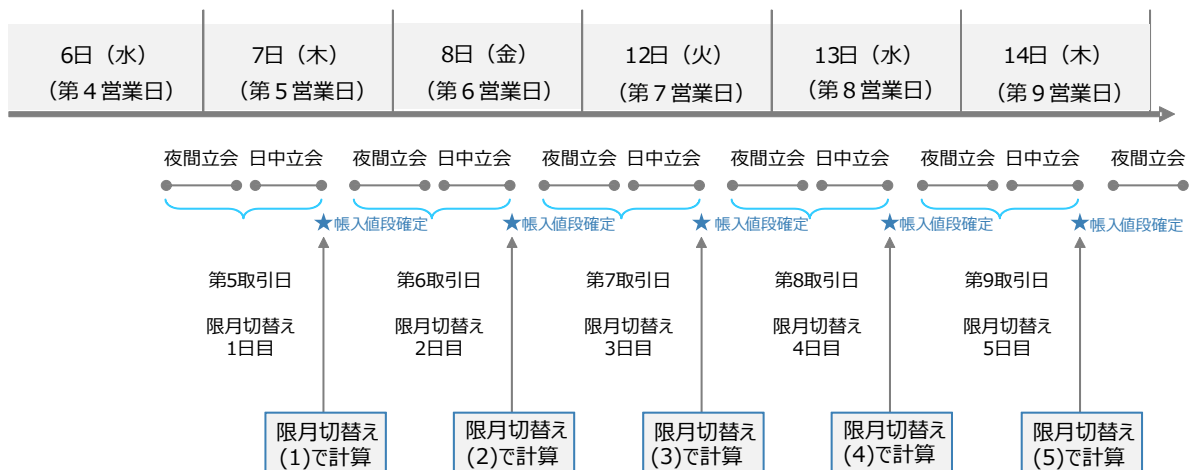 6日（水） 7日（木） 8日（金） 12日（火） 13日（水） 14日（木）
（第４営業日） （第５営業日） （第６営業日） （第７営業日） （第８営業日） （第９営業日）
夜間立会 日中立会 夜間立会 日中立会 夜間立会 日中立会 夜間立会 日中立会 夜間立会 日中立会 夜間立会
★帳入値段確定 ★帳入値段確定 ★帳入値段確定 ★帳入値段確定 ★帳入値段確定
第5取引日 第6取引日 第7取引日 第8取引日 第9取引日
限月切替え 限月切替え 限月切替え 限月切替え 限月切替え
1日目 2日目 3日目 4日目 5日目
限月切替え 限月切替え 限月切替え 限月切替え 限月切替え
(1)で計算 (2)で計算 (3)で計算 (4)で計算 (5)で計算